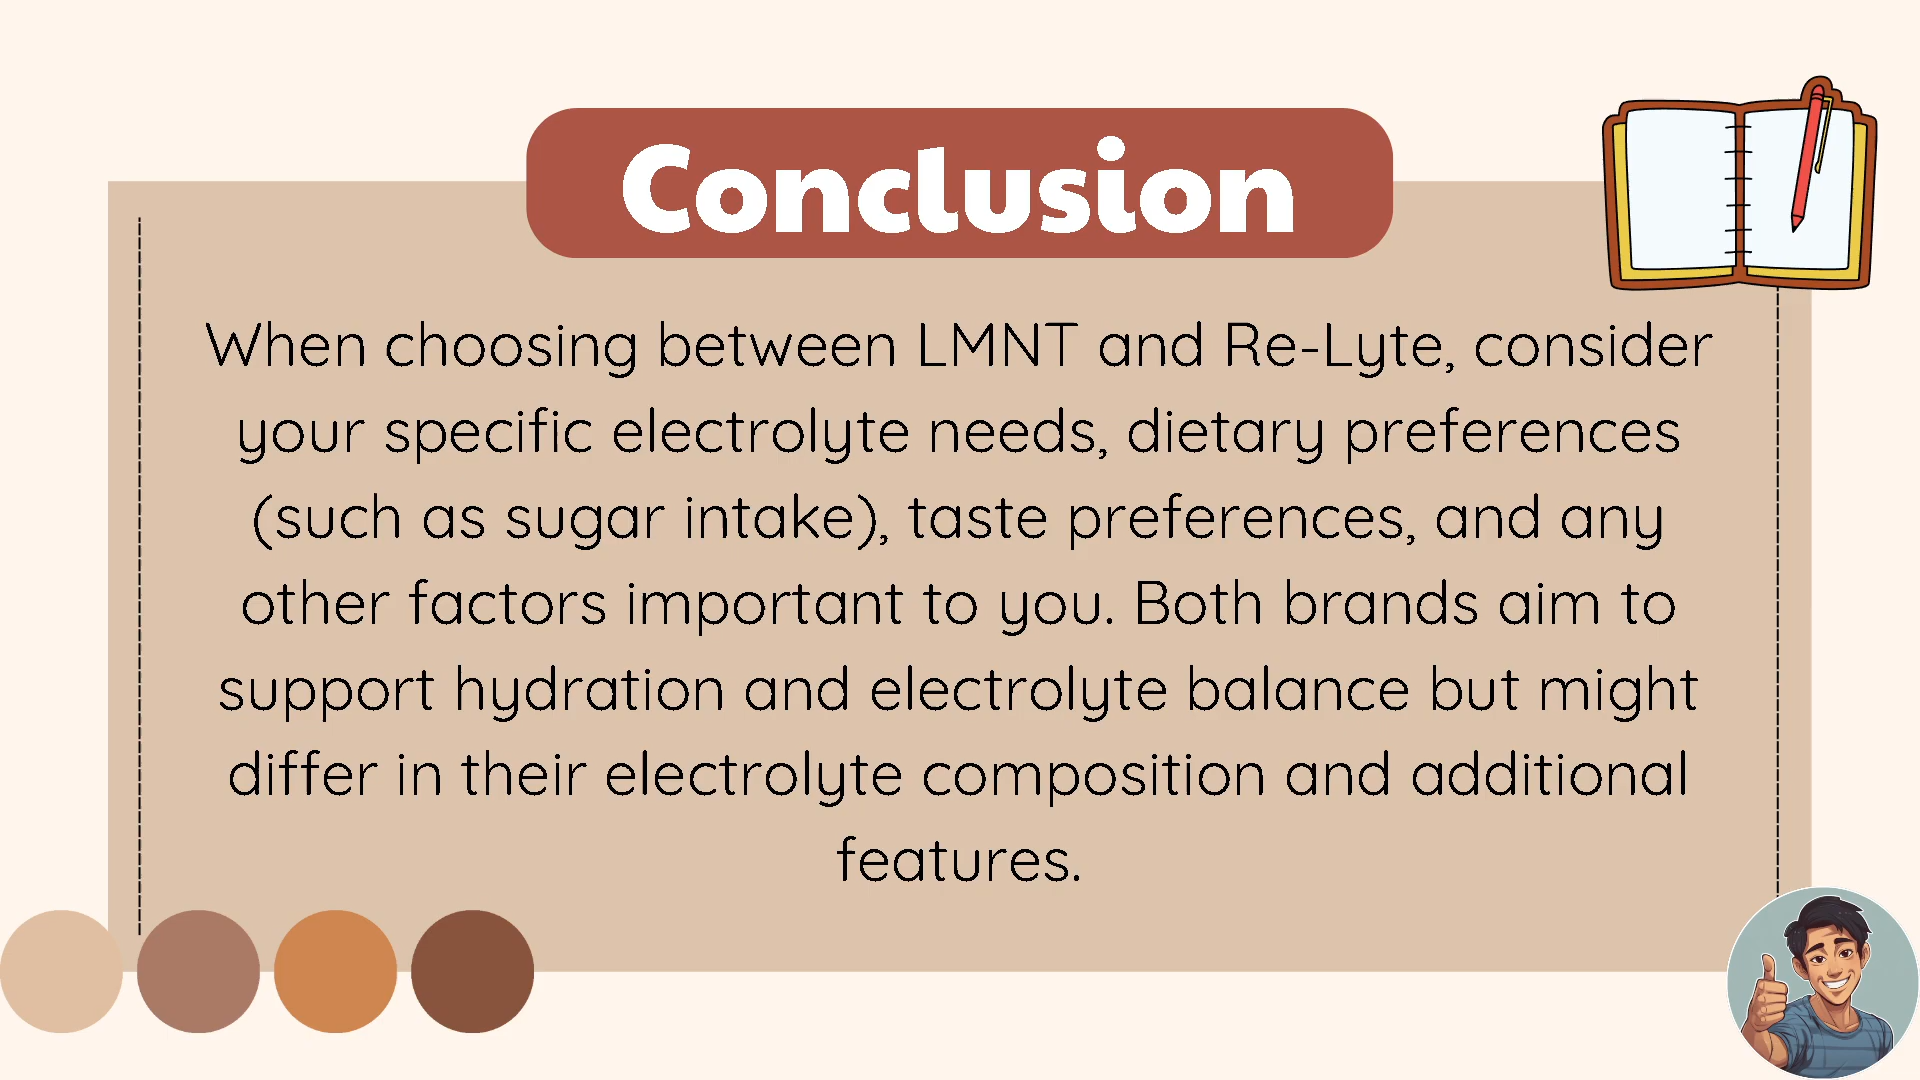 Conclusion
When choosing between LMNT and Re-Lyte, consider
your specific electrolyte needs, dietary preferences
(such as sugar intake), taste preferences, and any
other factors important to you. Both brands aim to
support hydration and electrolyte balance but might
differ in their electrolyte composition and additional
features.